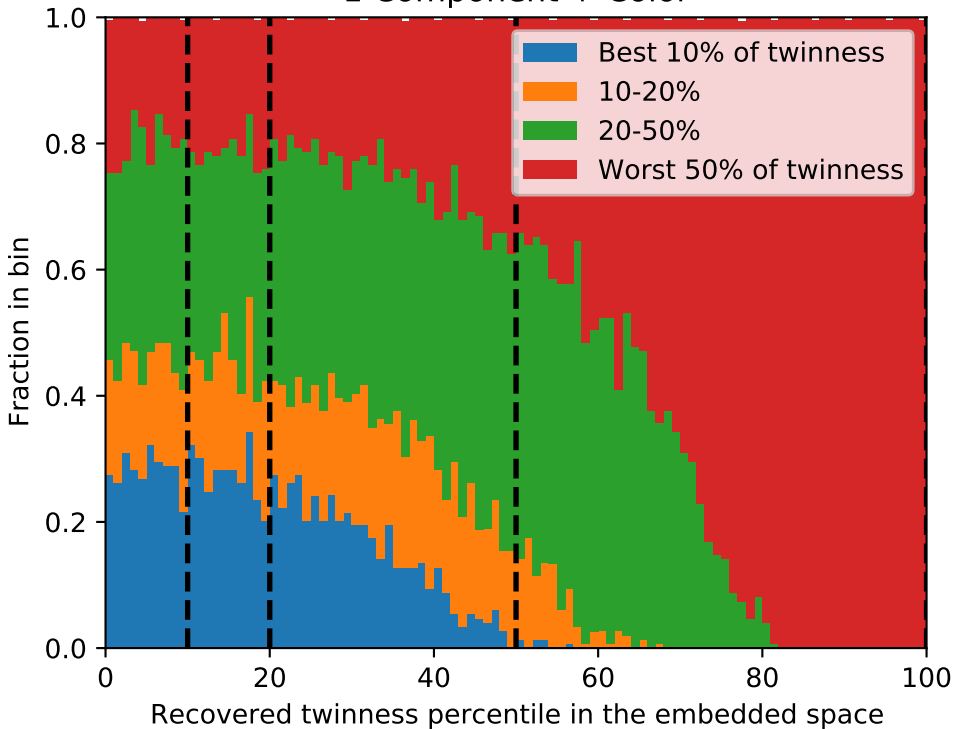 1.0
0.8
0.6
0.4
0.2
0.0
Fraction in bin
Best 10% of twinness
10-20%
20-50%
Worst 50% of twinness
0 20 40 60 80 100
Recovered twinness percentile in the embedded space